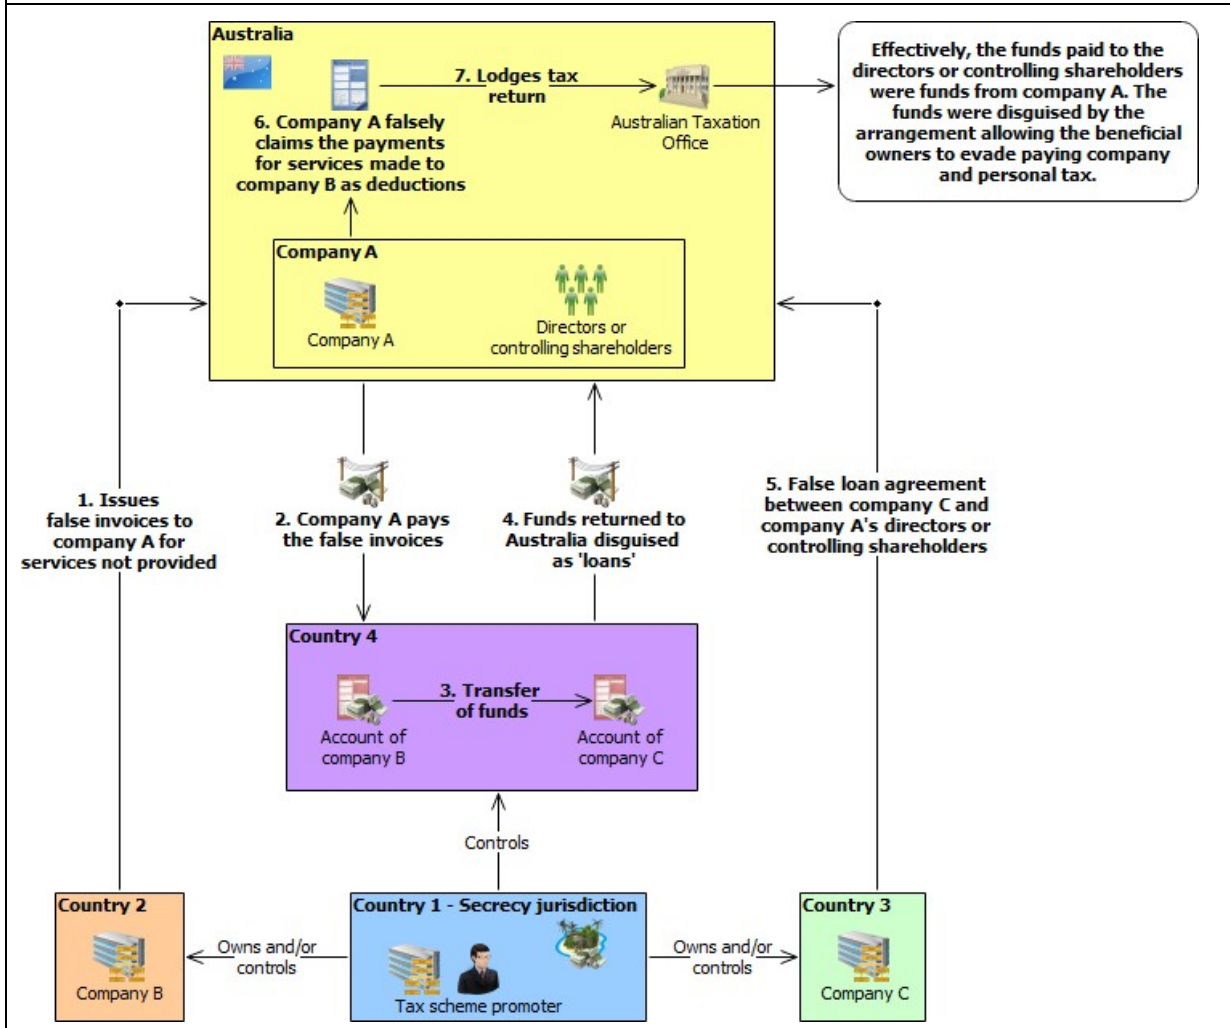 Australia
7. Lodges tax
return
Australian Taxation
Office
6. Company A falsely
claims the payments
for services made to
company B as deductions
Effectively, the funds paid to the
directors or controlling shareholders
were funds from company A. The
funds were disguised by the
arrangement allowing the beneficial
owners to evade paying company
and personal tax.
Company A
Company A
Directors or
controlling shareholders
1. Issues
false invoices to
company A for
services not provided
2. Company A pays
the false invoices
4. Funds returned to
Australia disguised
as 'loans'
5. False loan agreement
between company C and
company A's directors or
controlling shareholders
Country 4
3. Transfer
of funds
Account of
company B
Account of
company C
Controls
Country 2
Company B
Owns and/or
controls
Country 1 - Secrecy jurisdiction
Tax scheme promoter
Owns and/or
controls
Country 3
Company C